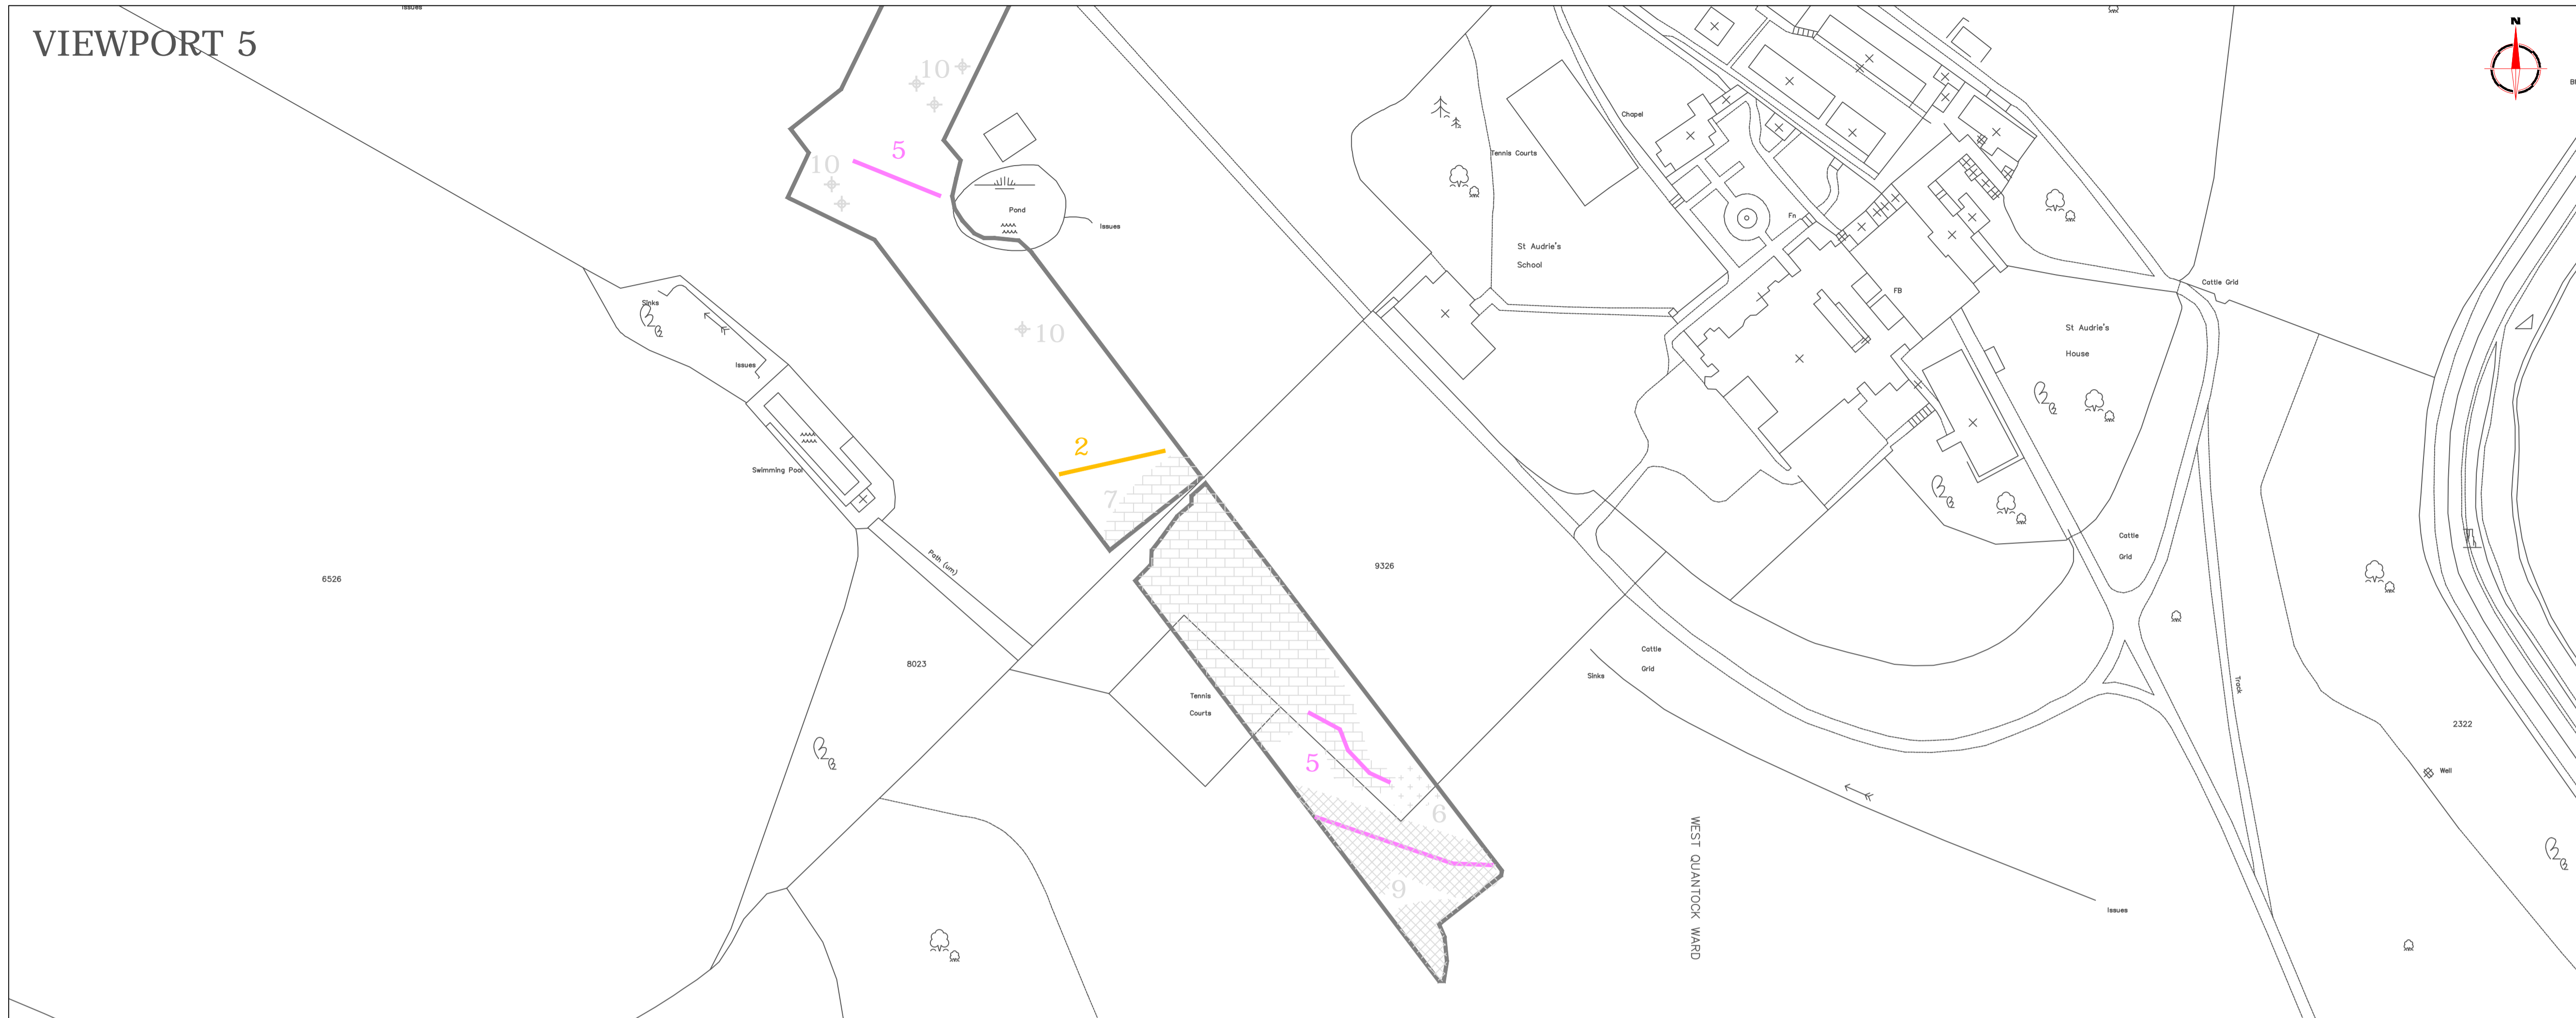 Issues
VIEWPORT 5
N
10
5
10
Chapel
Tennis Courts
Pond
Issues
Fn
St Audrie's
School
Cattle Grid
FB
Sinks
10
St Audrie's
House
Issues
2
Swimming Pool
7
Cattle
Grid
Path (um)
9326
6526
8023
Cattle
Grid
Sinks
Track
Tennis
Courts
2322
5
Well
6
WEST QUANTOCK WARD
9
Issues